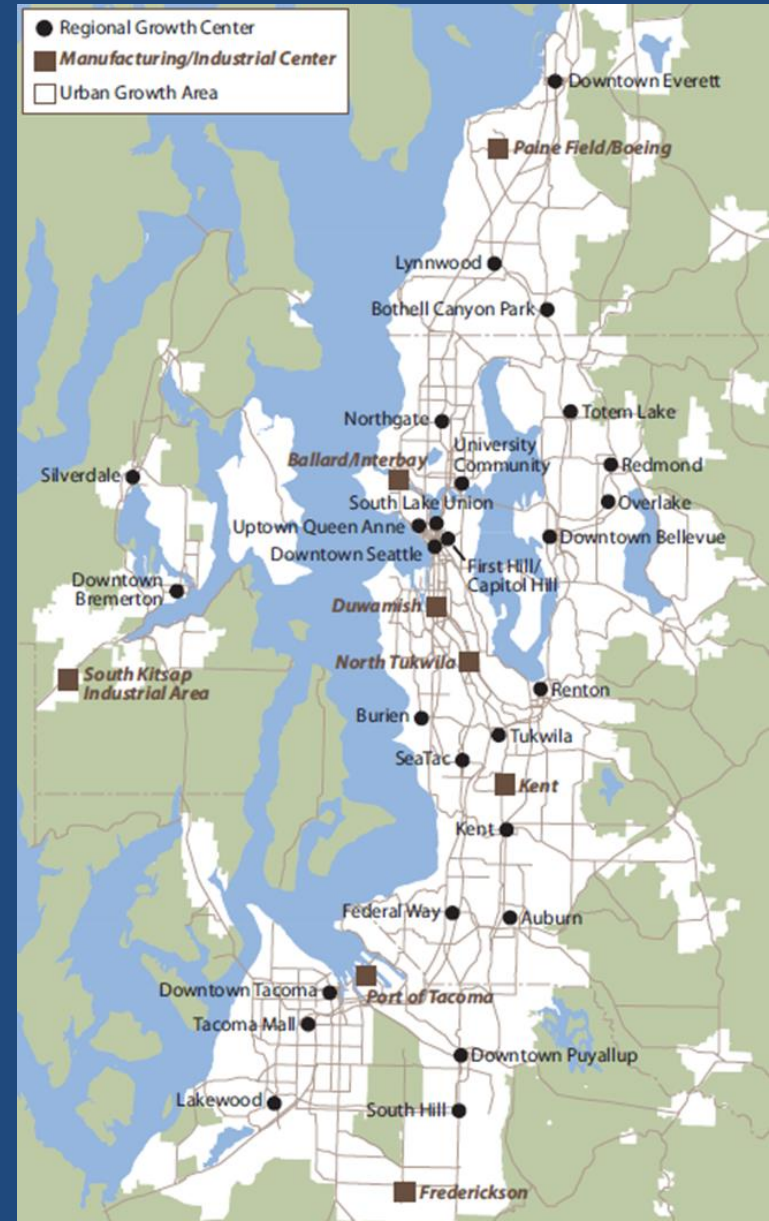 Regional Growth Center
Manufacturing/Industrial Center
Urban Growth Area
Downtown Everett
Paine Field/Boeing
Lynnwood
Bothell Canyon Park
Northgate
Totem Lake
University
Community
Ballard/Interbay
Redmond
Silverdale
South Lake Union
Overlake
Uptown Queen Anne
Downtown Bellevue
Downtown Seattle
First Hill/
Capitol Hill
Downtown
Bremerton
Duwamish
North Tukwila
South Kitsap
Industrial Area
Renton
Burien
Tukwila
SeaTac
Kent
Kent
Federal Way
Auburn
Downtown Tacoma
Port of Tacoma
Tacoma Mall
Downtown Puyallup
Lakewood
South Hill
Frederickson